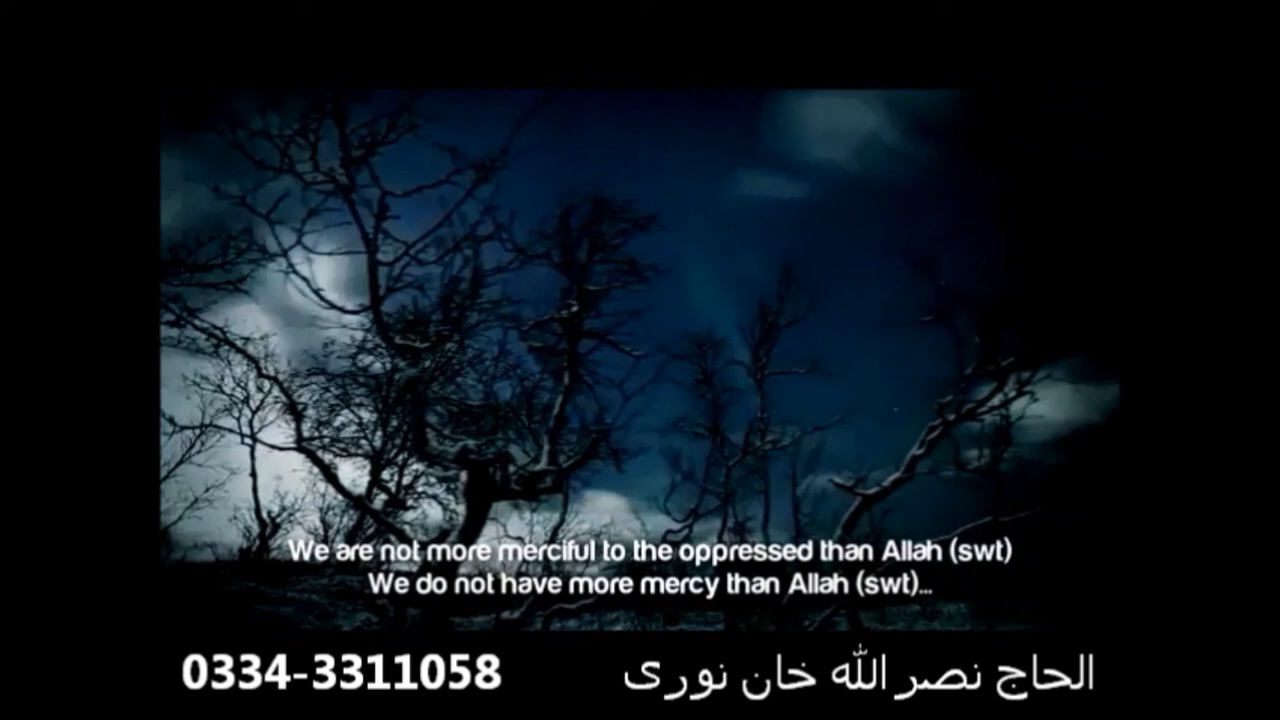 We are not more merciful to the oppressed than Allah (swt)
We do not have more mercy than Allah (swt)...
0334-3311058 الحاج نصر اللہ خان نوری